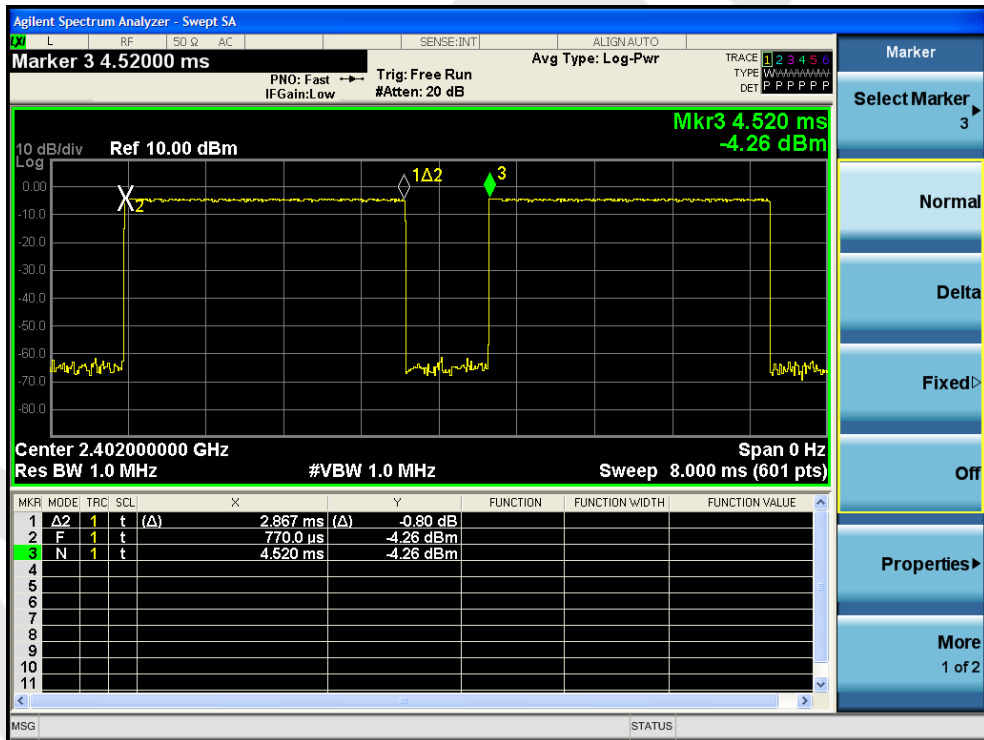 Agilent Spectrum Analyzer - Swept SA
LXI L RF 50 Ω AC SENSE:INT ALIGN AUTO
Marker 3 4.52000 ms
PNO: Fast
IFGain:Low
Trig: Free Run
#Atten: 20 dB
Avg Type: Log-Pwr
TRACE 1 2 3 4 5 6
TYPE WWWWWW
DET P P P P P P
Mkr3 4.520 ms
-4.26 dBm
10 dB/div Ref 10.00 dBm
Log
0.00
-10.0
-20.0
-30.0
-40.0
-50.0
-60.0
-70.0
-80.0
2
1Δ2
3
Center 2.402000000 GHz Span 0 Hz
Res BW 1.0 MHz #VBW 1.0 MHz Sweep 8.000 ms (601 pts)
MKR MODE TRC SCL X Y FUNCTION FUNCTION WIDTH FUNCTION VALUE
1 Δ2 1 t (Δ) 2.867 ms (Δ) -0.80 dB
2 F 1 t 770.0 µs -4.26 dBm
3 N 1 t 4.520 ms -4.26 dBm
4
5
6
7
8
9
10
11
MSG STATUS
Marker
Select Marker
3
Normal
Delta
Fixed
Off
Properties
More
1 of 2